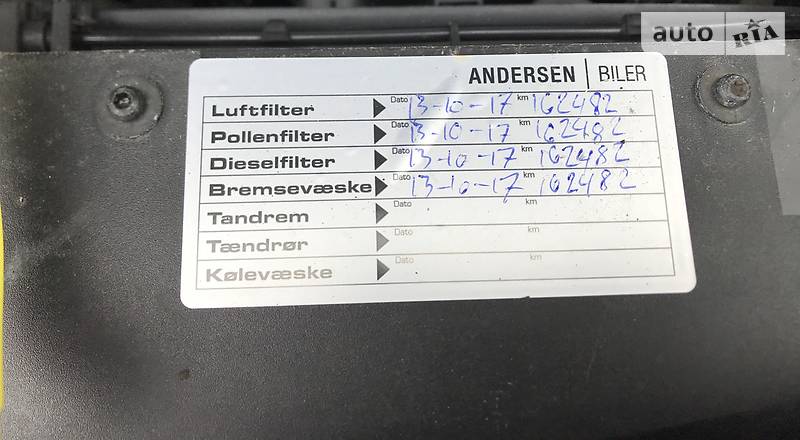 auto RIA
ANDERSEN | BILER
Luftfilter Dato 13-10-17 km 162482
Pollenfilter Dato 13-10-17 km 162482
Dieselfilter Dato 13-10-17 km 162482
Bremsevæske Dato 13-10-17 km 162482
Tandrem Dato km
Tændrør Dato km
Kølevæske Dato km